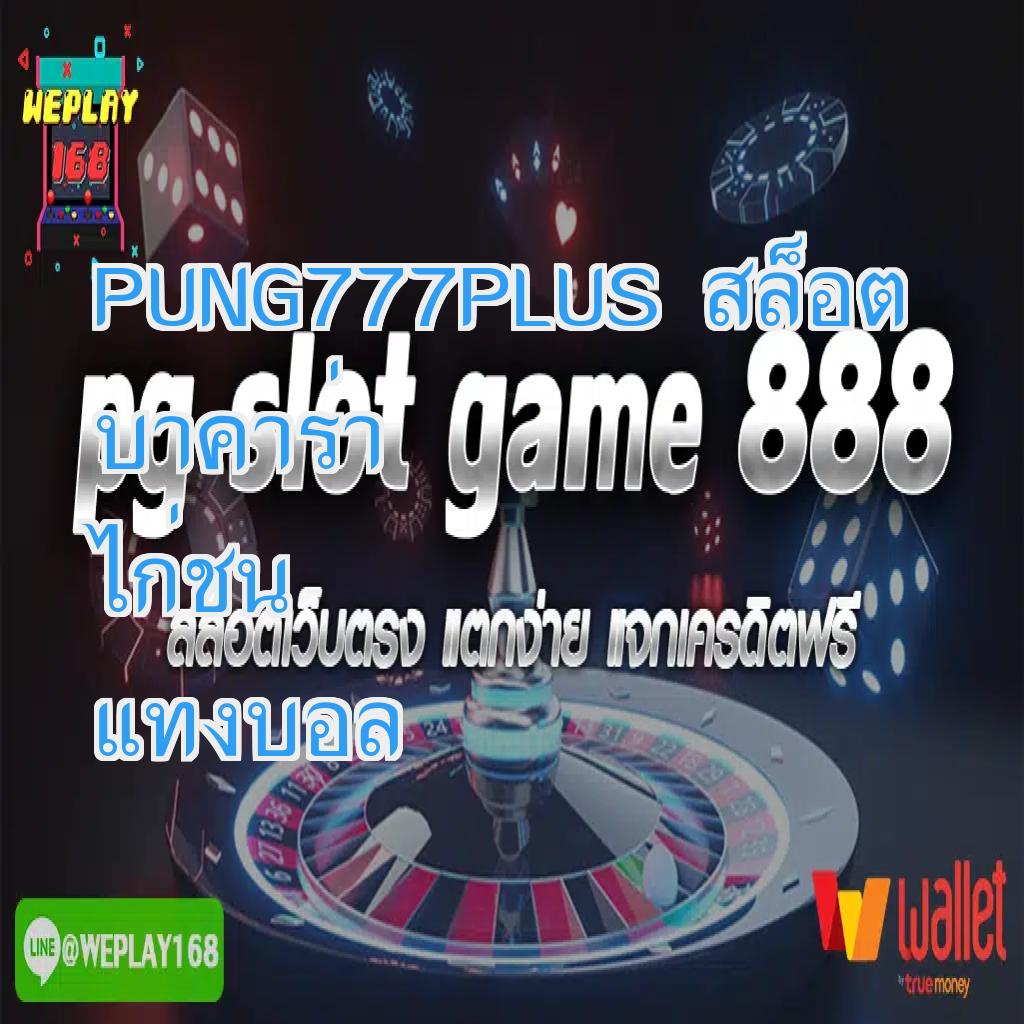 WEPLAY
168
PUNG777PLUS สล็อต
pg slot game 888
บาคาร่า
ไก่ชน
สล็อตเว็บตรง แตกง่าย แจกเครดิตฟรี
แทงบอล
LINE @WEPLAY168
wallet
by truemoney